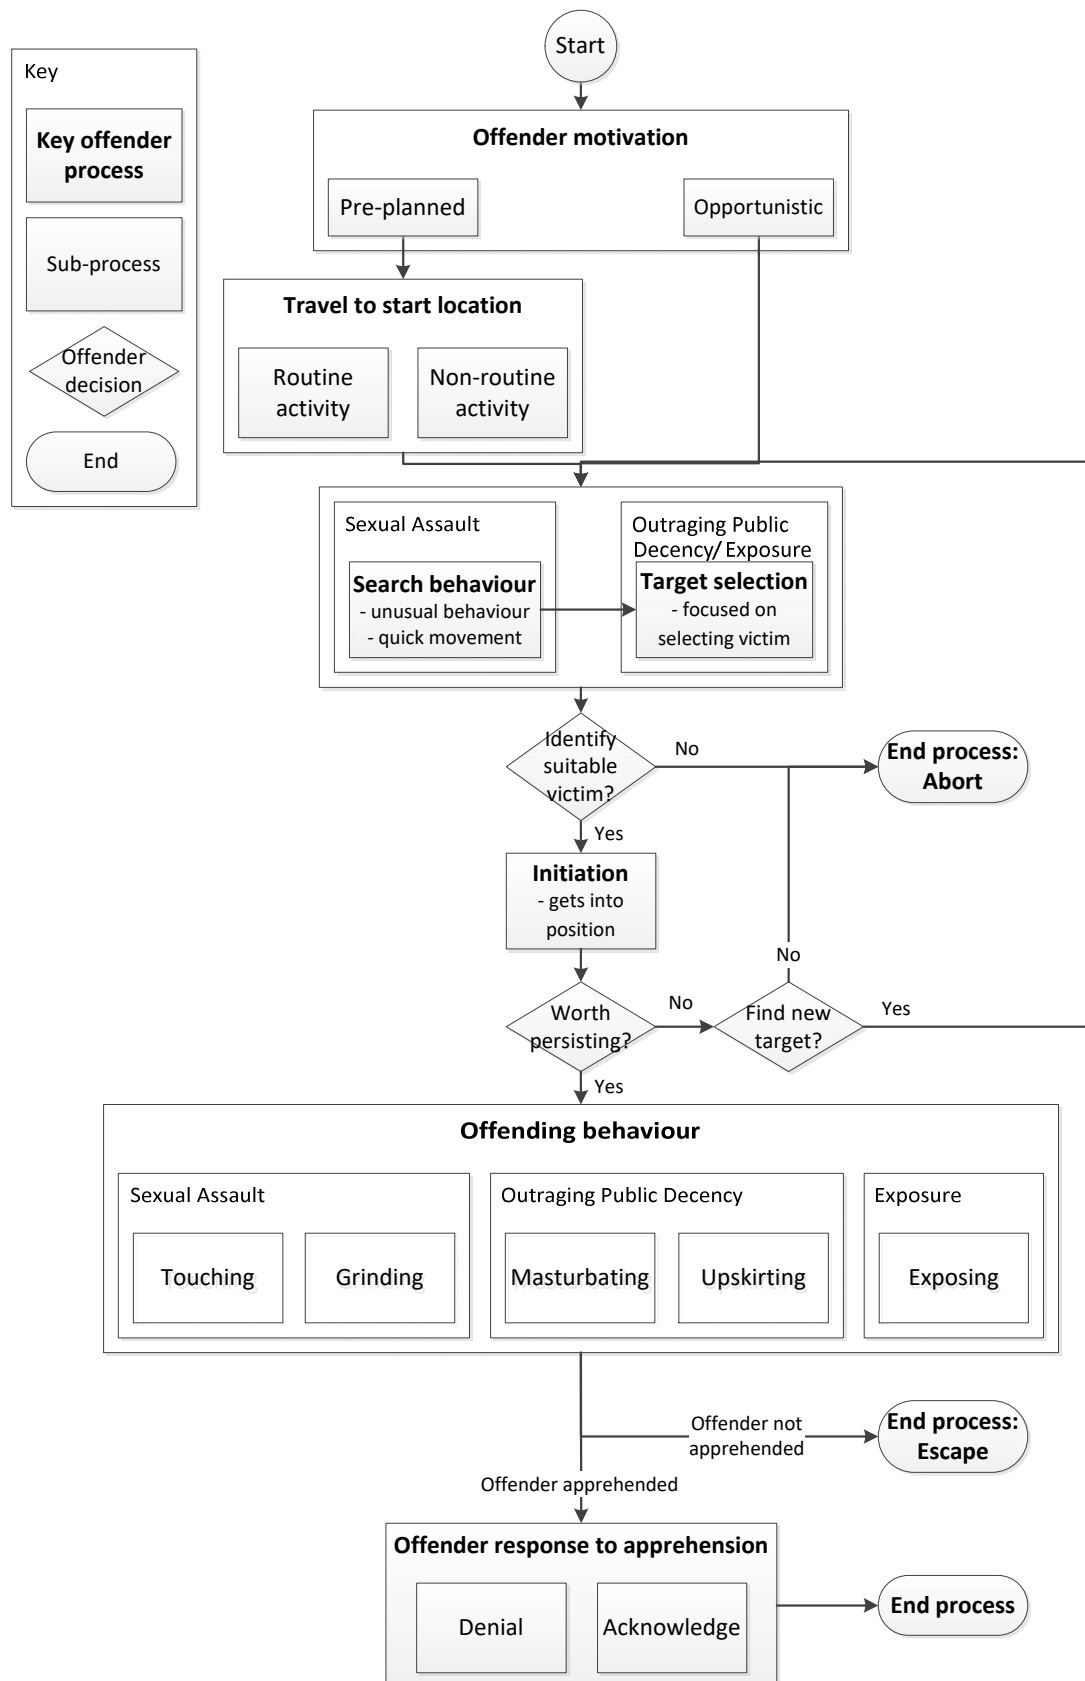 Start
Key
Key offender
process
Sub-process
Offender
decision
End
Offender motivation
Pre-planned
Opportunistic
Travel to start location
Routine
activity
Non-routine
activity
Sexual Assault
Search behaviour
- unusual behaviour
- quick movement
Outraging Public
Decency/ Exposure
Target selection
- focused on
selecting victim
Identify
suitable
victim?
No
End process:
Abort
Yes
Initiation
- gets into
position
No
Worth
persisting?
No
Find new
target?
Yes
Yes
Offending behaviour
Sexual Assault
Touching
Grinding
Outraging Public Decency
Masturbating
Upskirting
Exposure
Exposing
Offender not
apprehended
End process:
Escape
Offender apprehended
Offender response to apprehension
Denial
Acknowledge
End process